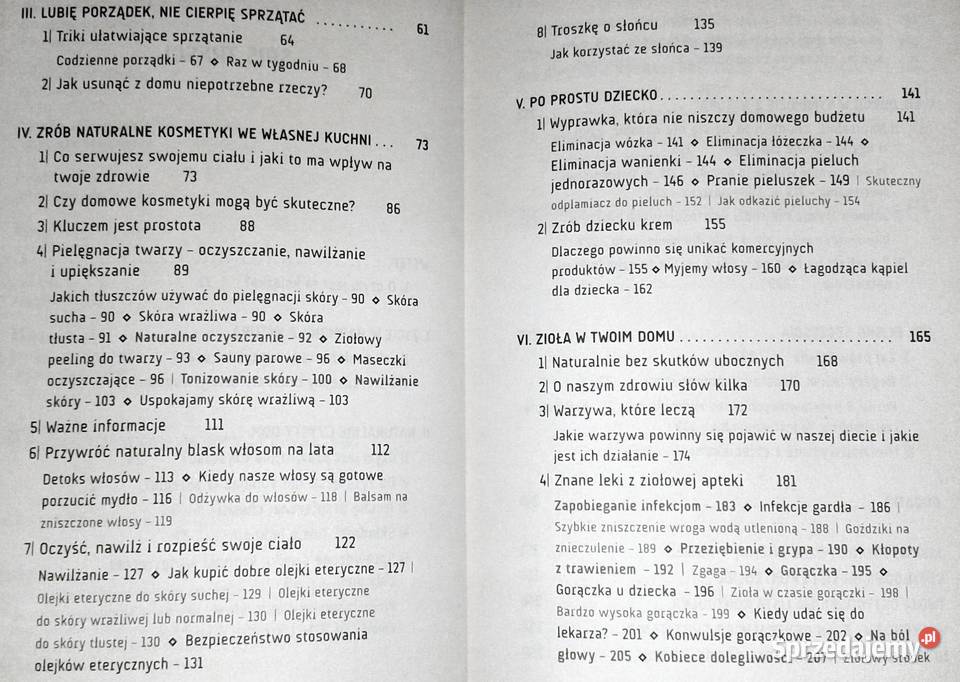 III. LUBIĘ PORZĄDEK, NIE CIERPIĘ SPRZĄTAĆ .......... 61
1| Triki ułatwiające sprzątanie 64
Codzienne porządki – 67 ⋄ Raz w tygodniu – 68
2| Jak usunąć z domu niepotrzebne rzeczy? 70
IV. ZRÓB NATURALNE KOSMETYKI WE WŁASNEJ KUCHNI ... 73
1| Co serwujesz swojemu ciału i jaki to ma wpływ na
twoje zdrowie 73
2| Czy domowe kosmetyki mogą być skuteczne? 86
3| Kluczem jest prostota 88
4| Pielęgnacja twarzy – oczyszczanie, nawilżanie
i upiększanie 89
Jakich tłuszczów używać do pielęgnacji skóry – 90 ⋄ Skóra
sucha – 90 ⋄ Skóra wrażliwa – 90 ⋄ Skóra
tłusta – 91 ⋄ Naturalne oczyszczanie – 92 ⋄ Ziołowy
peeling do twarzy – 93 ⋄ Sauny parowe – 96 ⋄ Maseczki
oczyszczające – 96 | Tonizowanie skóry – 100 ⋄ Nawilżanie
skóry – 103 ⋄ Uspokajamy skórę wrażliwą – 103
5| Ważne informacje 111
6| Przywróć naturalny blask włosom na lata 112
Detoks włosów – 113 ⋄ Kiedy nasze włosy są gotowe
porzucić mydło – 116 | Odżywka do włosów – 118 | Balsam na
zniszczone włosy – 119
7| Oczyść, nawilż i rozpieść swoje ciało 122
Nawilżanie – 127 ⋄ Jak kupić dobre olejki eteryczne – 127 |
Olejki eteryczne do skóry suchej – 129 | Olejki eteryczne
do skóry wrażliwej lub normalnej – 130 | Olejki eteryczne
do skóry tłustej – 130 ⋄ Bezpieczeństwo stosowania
olejków eterycznych – 131
8| Troszkę o słońcu 135
Jak korzystać ze słońca – 139
V. PO PROSTU DZIECKO.............................. 141
1| Wyprawka, która nie niszczy domowego budżetu 141
Eliminacja wózka – 141 ⋄ Eliminacja łóżeczka – 144 ⋄
Eliminacja wanienki – 144 ⋄ Eliminacja pieluch
jednorazowych – 146 ⋄ Pranie pieluszek – 149 | Skuteczny
odplamiacz do pieluch – 152 | Jak odkazić pieluchy – 154
2| Zrób dziecku krem 155
Dlaczego powinno się unikać komercyjnych
produktów – 155 ⋄ Myjemy włosy – 160 ⋄ Łagodząca kąpiel
dla dziecka – 162
VI. ZIOŁA W TWOIM DOMU ............................ 165
1| Naturalnie bez skutków ubocznych 168
2| O naszym zdrowiu słów kilka 170
3| Warzywa, które leczą 172
Jakie warzywa powinny się pojawić w naszej diecie i jakie
jest ich działanie – 174
4| Znane leki z ziołowej apteki 181
Zapobieganie infekcjom – 183 ⋄ Infekcje gardła – 186 |
Szybkie zniszczenie wroga wodą utlenioną – 188 | Goździki na
znieczulenie – 189 ⋄ Przeziębienie i grypa – 190 ⋄ Kłopoty
z trawieniem – 192 | Zgaga – 194 ⋄ Gorączka – 195 ⋄
Gorączka u dziecka – 196 | Zioła w czasie gorączki – 198 |
Bardzo wysoka gorączka – 199 ⋄ Kiedy udać się do
lekarza? – 201 ⋄ Konwulsje gorączkowe – 202 ⋄ Na ból
głowy – 205 ⋄ Kobiece dolegliwości – 207 | Ziołowy stołek
Sprzedajemy.pl